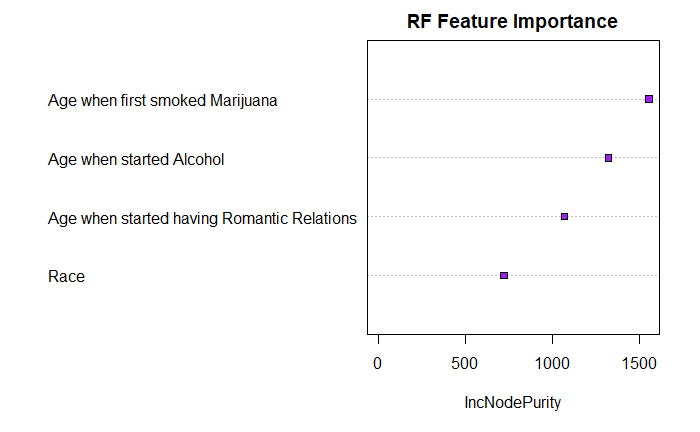 RF Feature Importance
Age when first smoked Marijuana
Age when started Alcohol
Age when started having Romantic Relations
Race
0 500 1000 1500
IncNodePurity